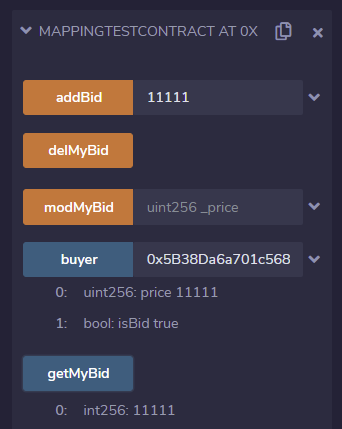 MAPPINGTESTCONTRACT AT 0X
addBid 11111
delMyBid
modMyBid uint256 _price
buyer 0x5B38Da6a701c568
0: uint256: price 11111
1: bool: isBid true
getMyBid
0: int256: 11111